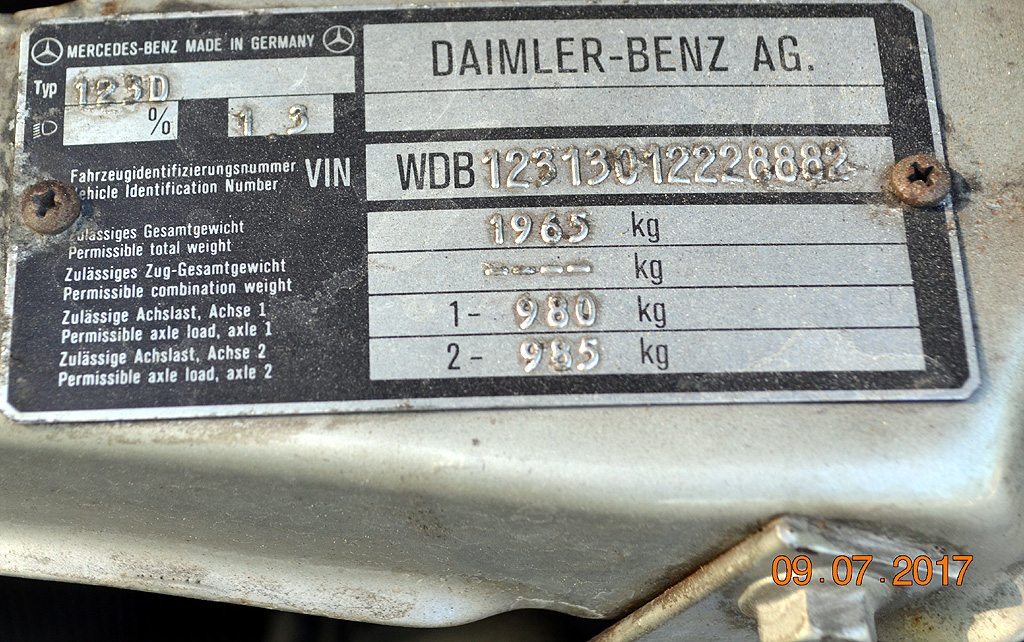 MERCEDES-BENZ MADE IN GERMANY
Typ 123D
% 1.3
DAIMLER-BENZ AG.
Fahrzeugidentifizierungsnummer
Vehicle Identification Number
VIN
WDB 12313012228882
Zulässiges Gesamtgewicht
Permissible total weight
1965 kg
Zulässiges Zug-Gesamtgewicht
Permissible combination weight
---- kg
Zulässige Achslast, Achse 1
Permissible axle load, axle 1
1- 980 kg
Zulässige Achslast, Achse 2
Permissible axle load, axle 2
2- 985 kg
09.07.2017